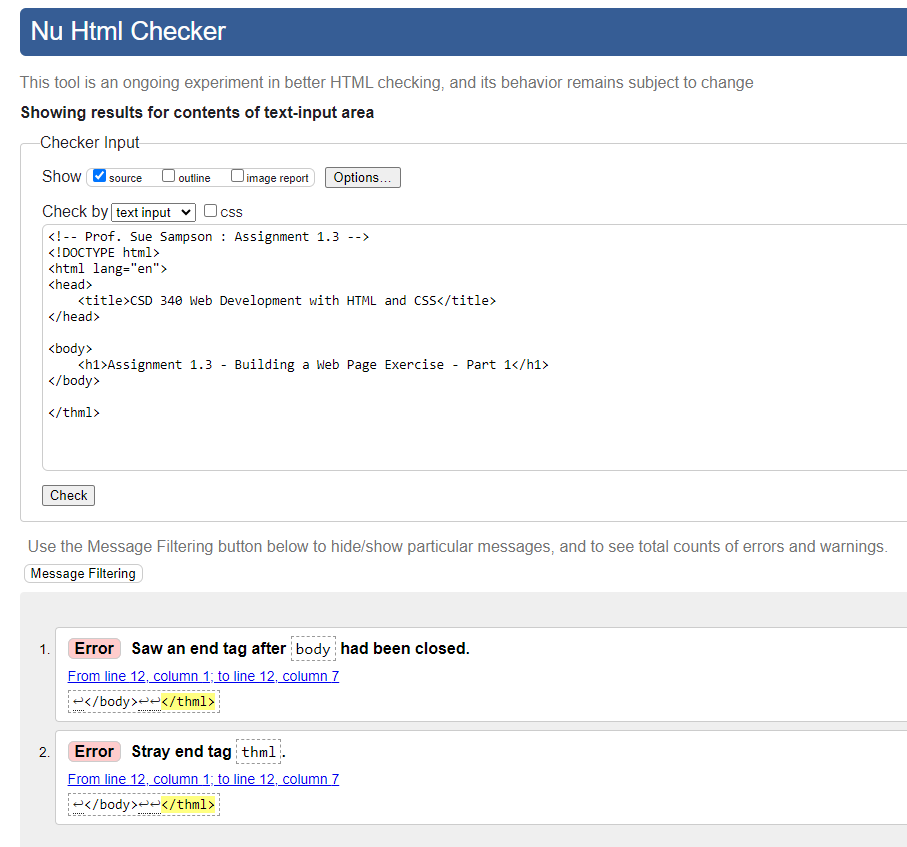 Nu Html Checker
This tool is an ongoing experiment in better HTML checking, and its behavior remains subject to change
Showing results for contents of text-input area
Checker Input
Show source outline image report Options...
Check by text input css
<!-- Prof. Sue Sampson : Assignment 1.3 -->
<!DOCTYPE html>
<html lang="en">
<head>
    <title>CSD 340 Web Development with HTML and CSS</title>
</head>
<body>
    <h1>Assignment 1.3 - Building a Web Page Exercise - Part 1</h1>
</body>
</thml>
Check
Use the Message Filtering button below to hide/show particular messages, and to see total counts of errors and warnings.
Message Filtering
1. Error Saw an end tag after body had been closed.
From line 12, column 1; to line 12, column 7
↩</body>↩↩</thml>
2. Error Stray end tag thml.
From line 12, column 1; to line 12, column 7
↩</body>↩↩</thml>